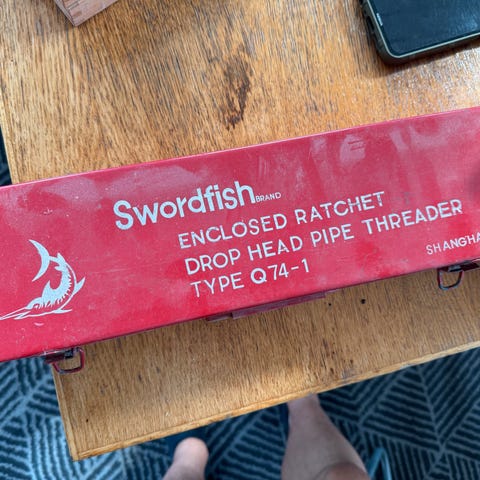 Swordfish BRAND
ENCLOSED RATCHET
DROP HEAD PIPE THREADER
TYPE Q74-1